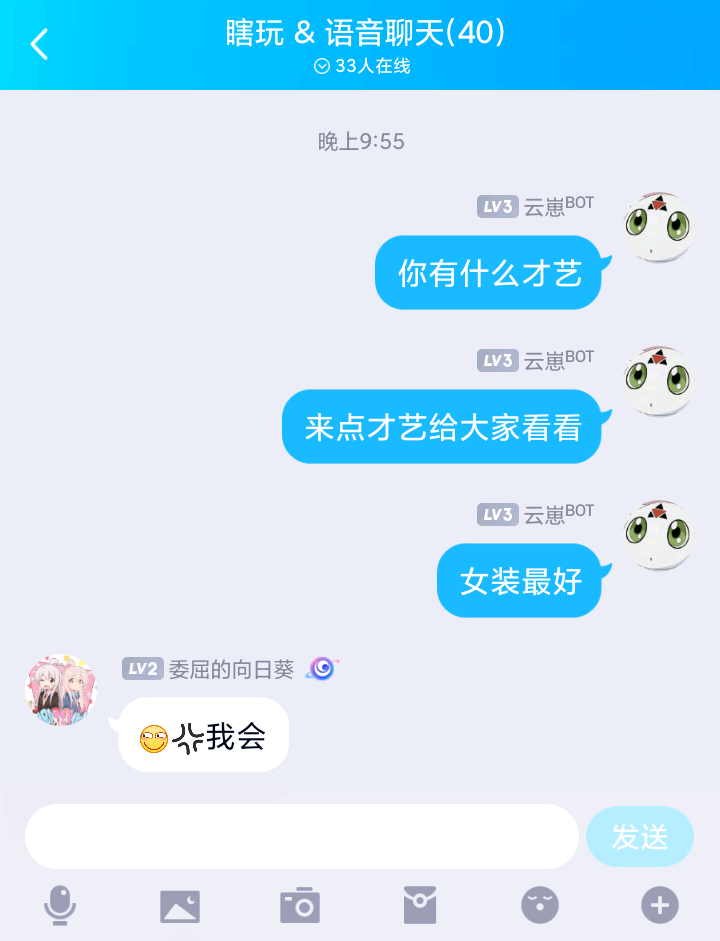 瞎玩 & 语音聊天(40)
33人在线
晚上9:55
LV3 云崽BOT
你有什么才艺
LV3 云崽BOT
来点才艺给大家看看
LV3 云崽BOT
女装最好
LV2 委屈的向日葵
我会
发送